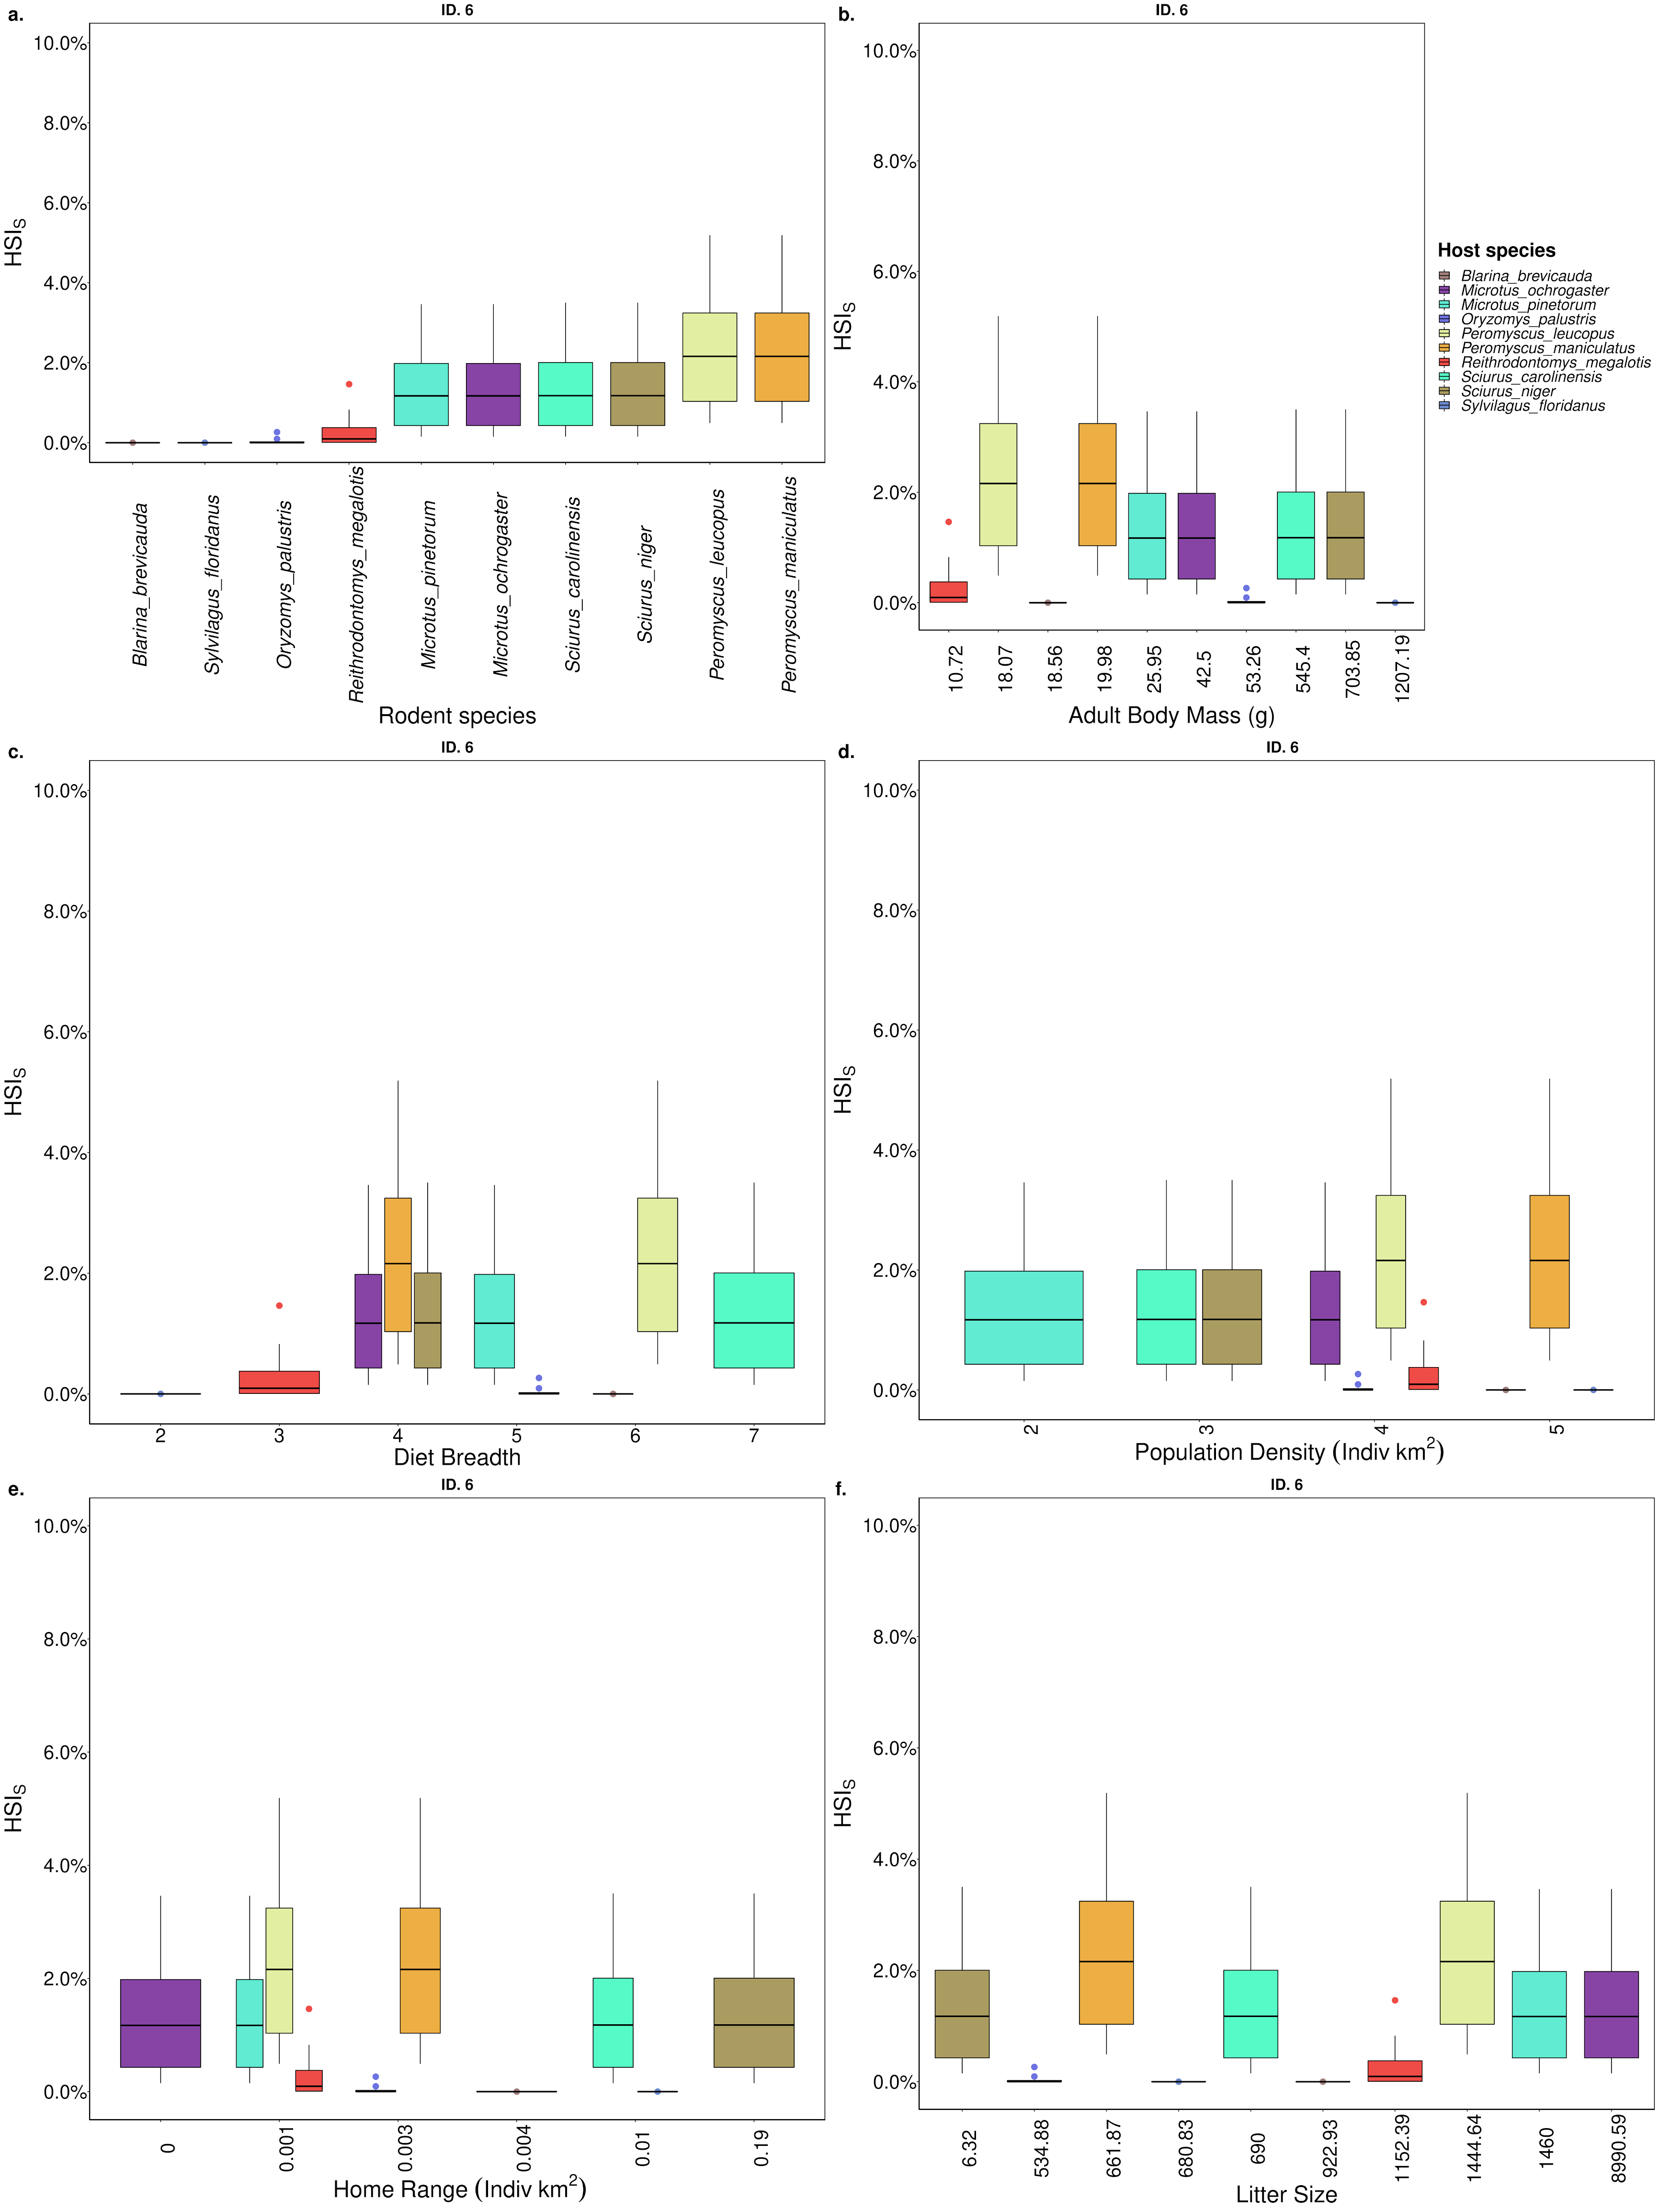 a.
ID. 6
10.0%
8.0%
6.0%
4.0%
2.0%
0.0%
HSIS
Blarina_brevicauda
Sylvilagus_floridanus
Oryzomys_palustris
Reithrodontomys_megalotis
Microtus_pinetorum
Microtus_ochrogaster
Sciurus_carolinensis
Sciurus_niger
Peromyscus_leucopus
Peromyscus_maniculatus
Rodent species
b.
ID. 6
10.0%
8.0%
6.0%
4.0%
2.0%
0.0%
HSIS
10.72
18.07
18.56
19.98
25.95
42.5
53.26
545.4
703.85
1207.19
Adult Body Mass (g)
Host species
Blarina_brevicauda
Microtus_ochrogaster
Microtus_pinetorum
Oryzomys_palustris
Peromyscus_leucopus
Peromyscus_maniculatus
Reithrodontomys_megalotis
Sciurus_carolinensis
Sciurus_niger
Sylvilagus_floridanus
c.
ID. 6
10.0%
8.0%
6.0%
4.0%
2.0%
0.0%
HSIS
2 3 4 5 6 7
Diet Breadth
d.
ID. 6
10.0%
8.0%
6.0%
4.0%
2.0%
0.0%
HSIS
2
3
4
5
Population Density (Indiv km2)
e.
ID. 6
10.0%
8.0%
6.0%
4.0%
2.0%
0.0%
HSIS
0
0.001
0.003
0.004
0.01
0.19
Home Range (Indiv km2)
f.
ID. 6
10.0%
8.0%
6.0%
4.0%
2.0%
0.0%
HSIS
6.32
534.88
661.87
680.83
690
922.93
1152.39
1444.64
1460
8990.59
Litter Size